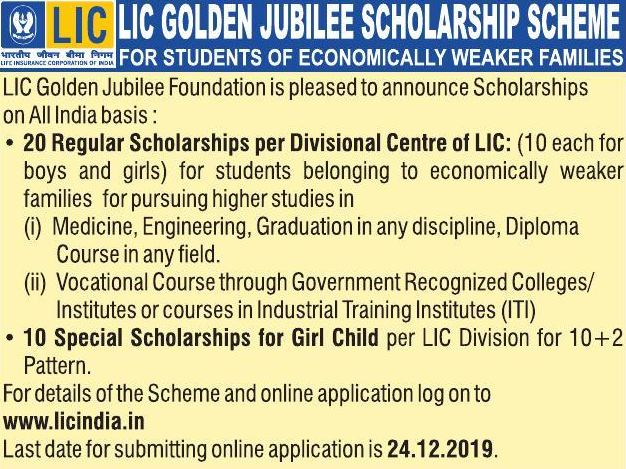 LIC
भारतीय जीवन बीमा निगम
LIFE INSURANCE CORPORATION OF INDIA
LIC GOLDEN JUBILEE SCHOLARSHIP SCHEME
FOR STUDENTS OF ECONOMICALLY WEAKER FAMILIES
LIC Golden Jubilee Foundation is pleased to announce Scholarships
on All India basis :
• 20 Regular Scholarships per Divisional Centre of LIC: (10 each for
boys and girls) for students belonging to economically weaker
families for pursuing higher studies in
(i) Medicine, Engineering, Graduation in any discipline, Diploma
Course in any field.
(ii) Vocational Course through Government Recognized Colleges/
Institutes or courses in Industrial Training Institutes (ITI)
• 10 Special Scholarships for Girl Child per LIC Division for 10+2
Pattern.
For details of the Scheme and online application log on to
www.licindia.in
Last date for submitting online application is 24.12.2019.